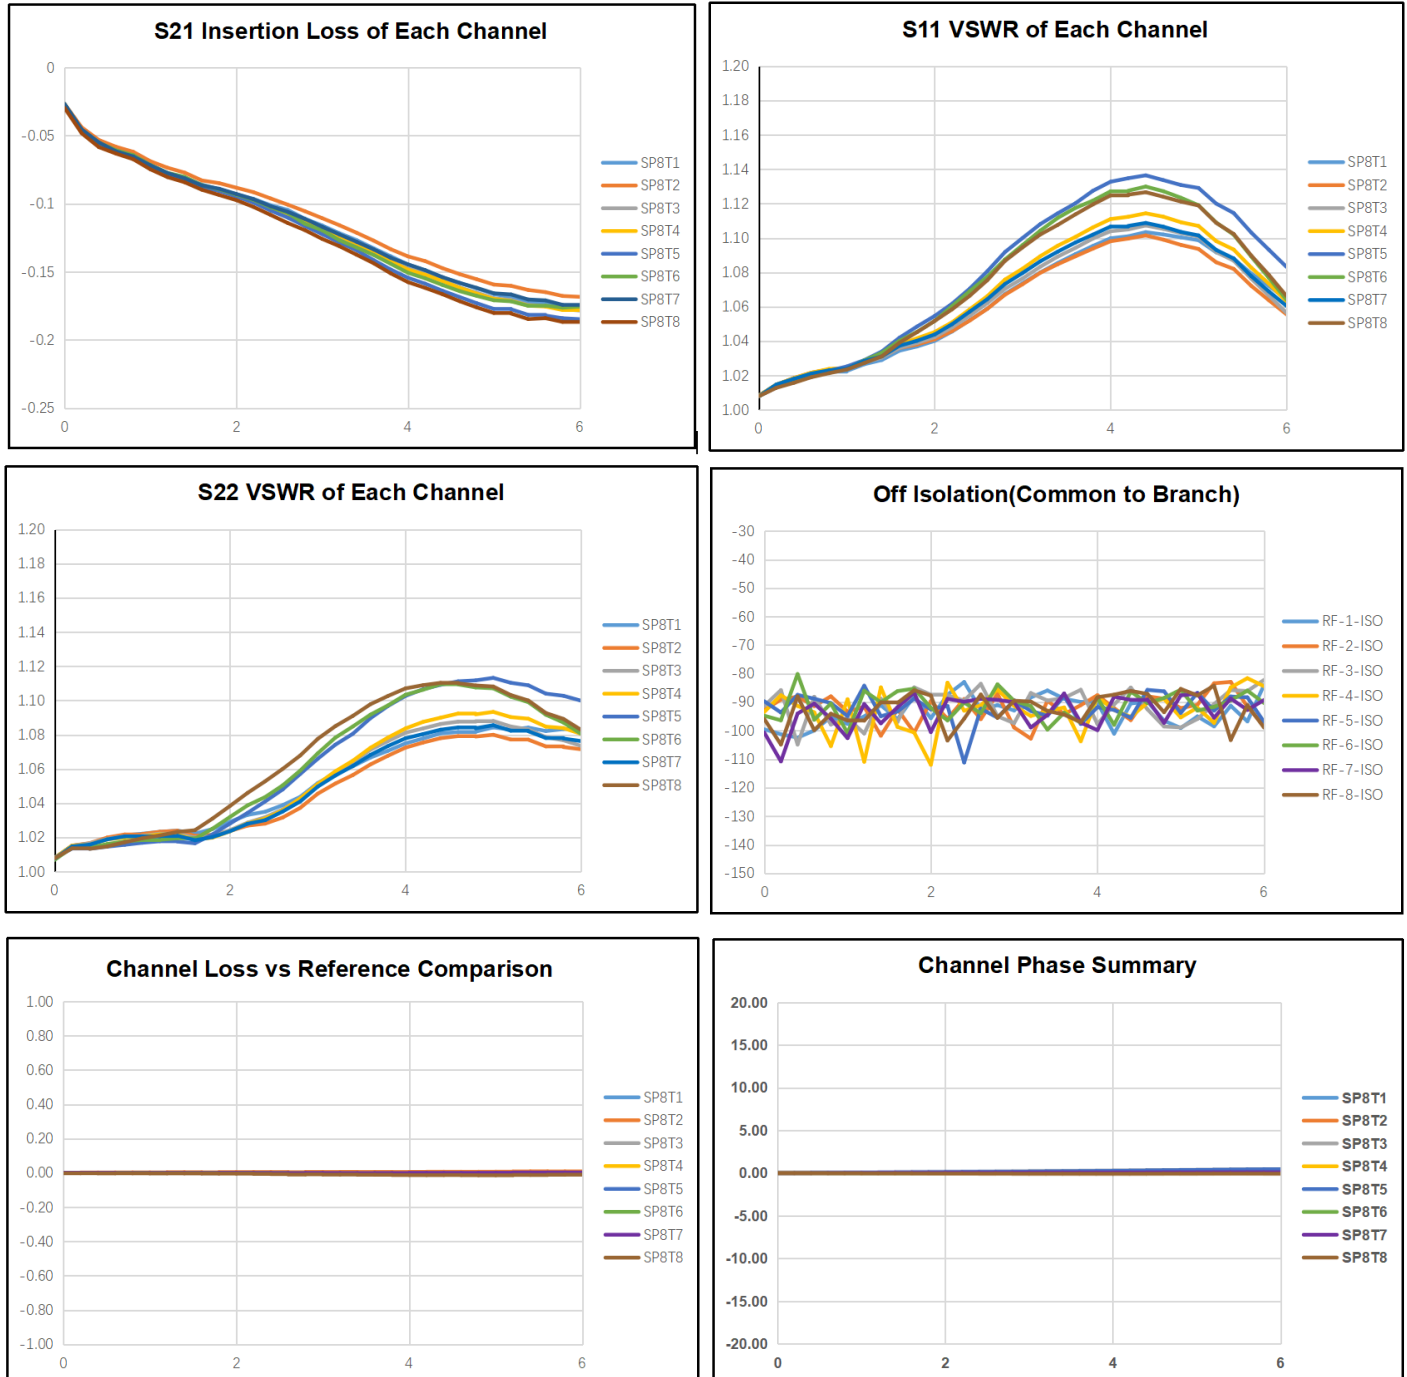 S21 Insertion Loss of Each Channel
0
-0.05
-0.1
-0.15
-0.2
-0.25
0 2 4 6
SP8T1
SP8T2
SP8T3
SP8T4
SP8T5
SP8T6
SP8T7
SP8T8
S11 VSWR of Each Channel
1.20
1.18
1.16
1.14
1.12
1.10
1.08
1.06
1.04
1.02
1.00
0 2 4 6
SP8T1
SP8T2
SP8T3
SP8T4
SP8T5
SP8T6
SP8T7
SP8T8
S22 VSWR of Each Channel
1.20
1.18
1.16
1.14
1.12
1.10
1.08
1.06
1.04
1.02
1.00
0 2 4 6
SP8T1
SP8T2
SP8T3
SP8T4
SP8T5
SP8T6
SP8T7
SP8T8
Off Isolation(Common to Branch)
-30
-40
-50
-60
-70
-80
-90
-100
-110
-120
-130
-140
-150
0 2 4 6
RF-1-ISO
RF-2-ISO
RF-3-ISO
RF-4-ISO
RF-5-ISO
RF-6-ISO
RF-7-ISO
RF-8-ISO
Channel Loss vs Reference Comparison
1.00
0.80
0.60
0.40
0.20
0.00
-0.20
-0.40
-0.60
-0.80
-1.00
0 2 4 6
SP8T1
SP8T2
SP8T3
SP8T4
SP8T5
SP8T6
SP8T7
SP8T8
Channel Phase Summary
20.00
15.00
10.00
5.00
0.00
-5.00
-10.00
-15.00
-20.00
0 2 4 6
SP8T1
SP8T2
SP8T3
SP8T4
SP8T5
SP8T6
SP8T7
SP8T8